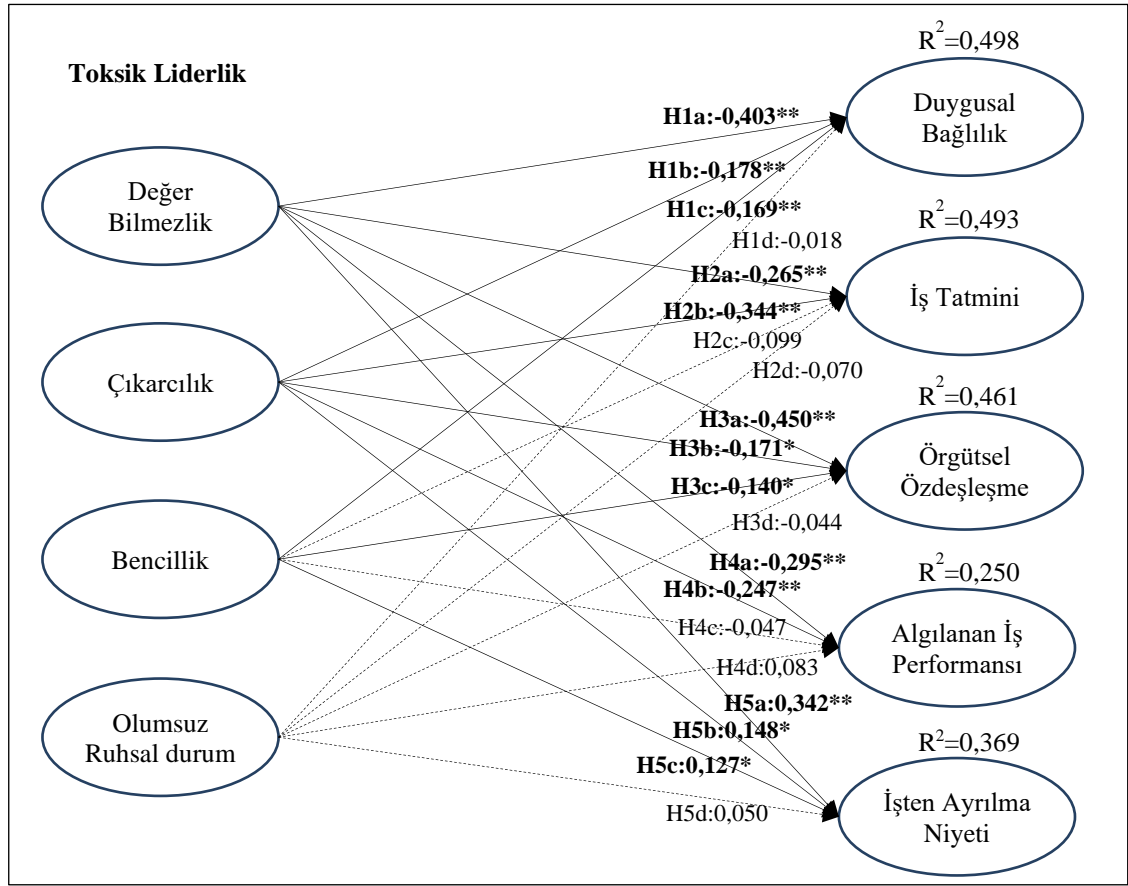 Toksik Liderlik
R²=0,498
Duygusal
Bağlılık
H1a:-0,403**
H1b:-0,178**
H1c:-0,169**
H1d:-0,018
Değer
Bilmezlik
R²=0,493
İş Tatmini
H2a:-0,265**
H2b:-0,344**
H2c:-0,099
H2d:-0,070
Çıkarcılık
R²=0,461
Örgütsel
Özdeşleşme
H3a:-0,450**
H3b:-0,171*
H3c:-0,140*
H3d:-0,044
Bencillik
R²=0,250
Algılanan İş
Performansı
H4a:-0,295**
H4b:-0,247**
H4c:-0,047
H4d:0,083
Olumsuz
Ruhsal durum
R²=0,369
İşten Ayrılma
Niyeti
H5a:0,342**
H5b:0,148*
H5c:0,127*
H5d:0,050